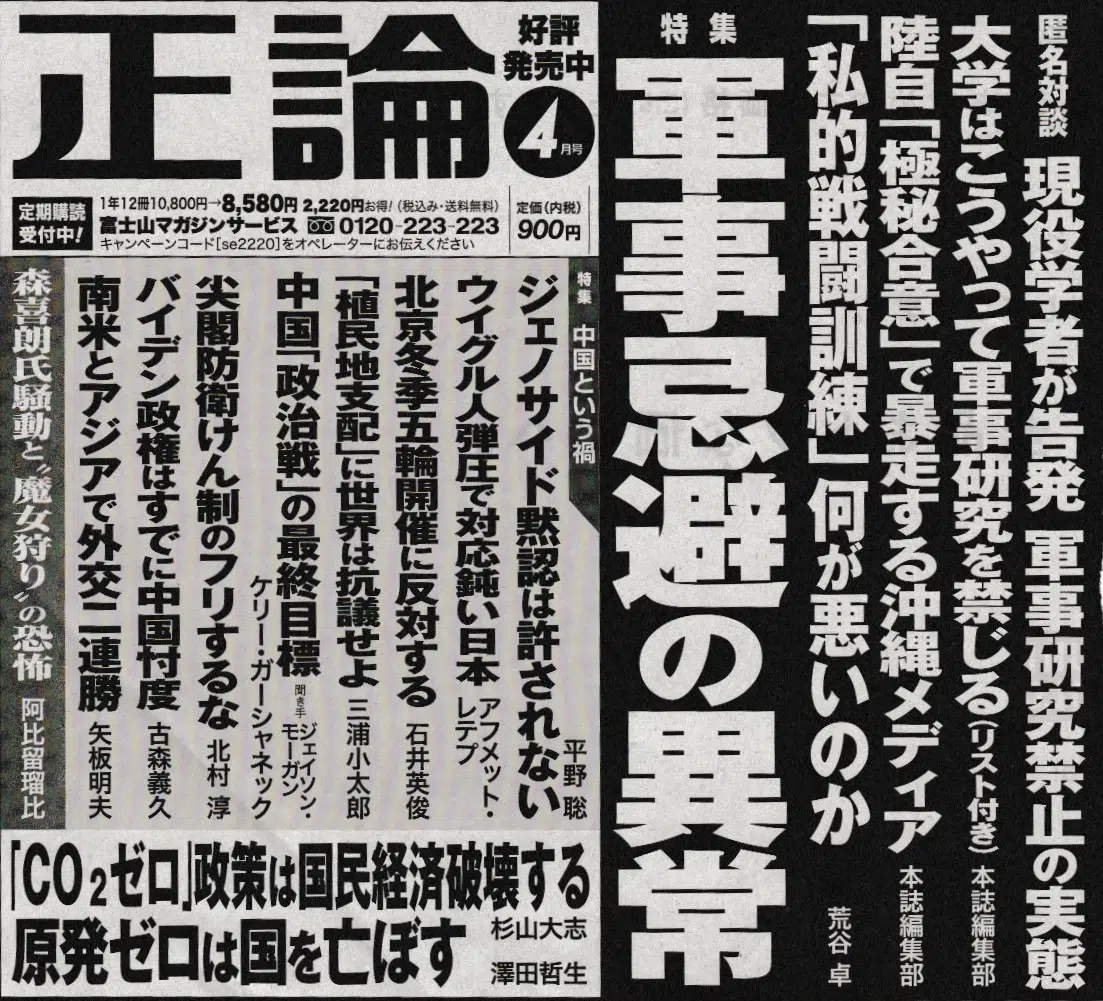 匿名対談 現役学者が告発 軍事研究禁止の実態
大学はこうやって軍事研究を禁じる(リスト付き) 本誌編集部
陸自「極秘合意」で暴走する沖縄メディア 本誌編集部
「私的戦闘訓練」何が悪いのか 荒谷 卓
特集
軍事忌避の異常
正論
好評
発売中
4月号
定期購読
受付中!
1年12冊10,800円→8,580円 2,220円お得!(税込み・送料無料)
富士山マガジンサービス 0120-223-223
キャンペーンコード[se2220]をオペレーターにお伝えください
定価(内税)
900円
特集 中国という禍
ジェノサイド黙認は許されない 平野 聡
ウイグル人弾圧で対応鈍い日本 アフメット・レテプ
北京冬季五輪開催に反対する 石井英俊
「植民地支配」に世界は抗議せよ 三浦小太郎
中国「政治戦」の最終目標 ケリー・ガーシャネック
聞き手 ジェイソン・モーガン
尖閣防衛けん制のフリするな 北村 淳
バイデン政権はすでに中国忖度 古森義久
南米とアジアで外交二連勝 矢板明夫
森喜朗氏騒動と〝魔女狩り〟の恐怖 阿比留瑠比
「CO2ゼロ」政策は国民経済破壊する 杉山大志
原発ゼロは国を亡ぼす 澤田哲生